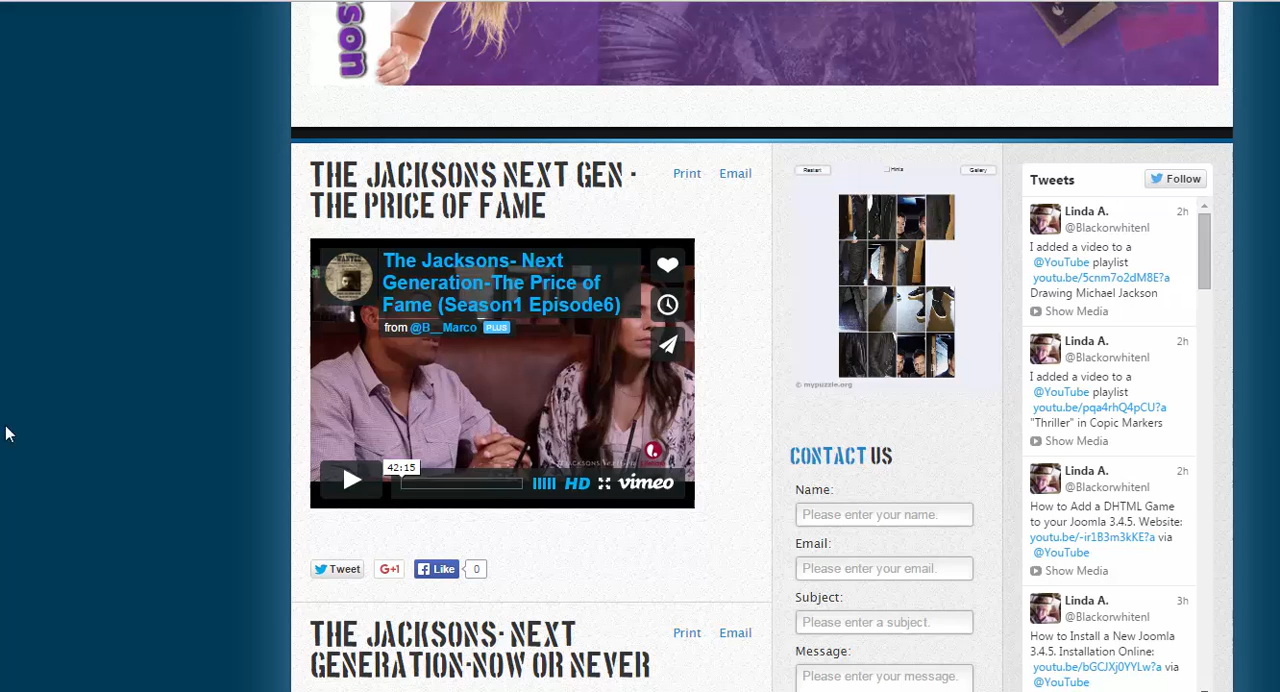 son
THE JACKSONS NEXT GEN -
THE PRICE OF FAME
Print Email
The Jacksons- Next
Generation-The Price of
Fame (Season1 Episode6)
from @B__Marco PLUS
42:15
HD vimeo
Tweet G+1 Like 0
THE JACKSONS- NEXT
GENERATION-NOW OR NEVER
Print Email
Restart Hints Gallery
© mypuzzle.org
CONTACT US
Name:
Please enter your name.
Email:
Please enter your email.
Subject:
Please enter a subject.
Message:
Please enter your message.
Tweets Follow
Linda A. 2h
@Blackorwhitenl
I added a video to a
@YouTube playlist
youtu.be/5cnm7o2dM8E?a
Drawing Michael Jackson
Show Media
Linda A. 2h
@Blackorwhitenl
I added a video to a
@YouTube playlist
youtu.be/pqa4rhQ4pCU?a
"Thriller" in Copic Markers
Show Media
Linda A. 2h
@Blackorwhitenl
How to Add a DHTML Game
to your Joomla 3.4.5. Website:
youtu.be/-ir1B3m3kKE?a via
@YouTube
Show Media
Linda A. 3h
@Blackorwhitenl
How to Install a New Joomla
3.4.5. Installation Online:
youtu.be/bGCJXj0YYLw?a via
@YouTube